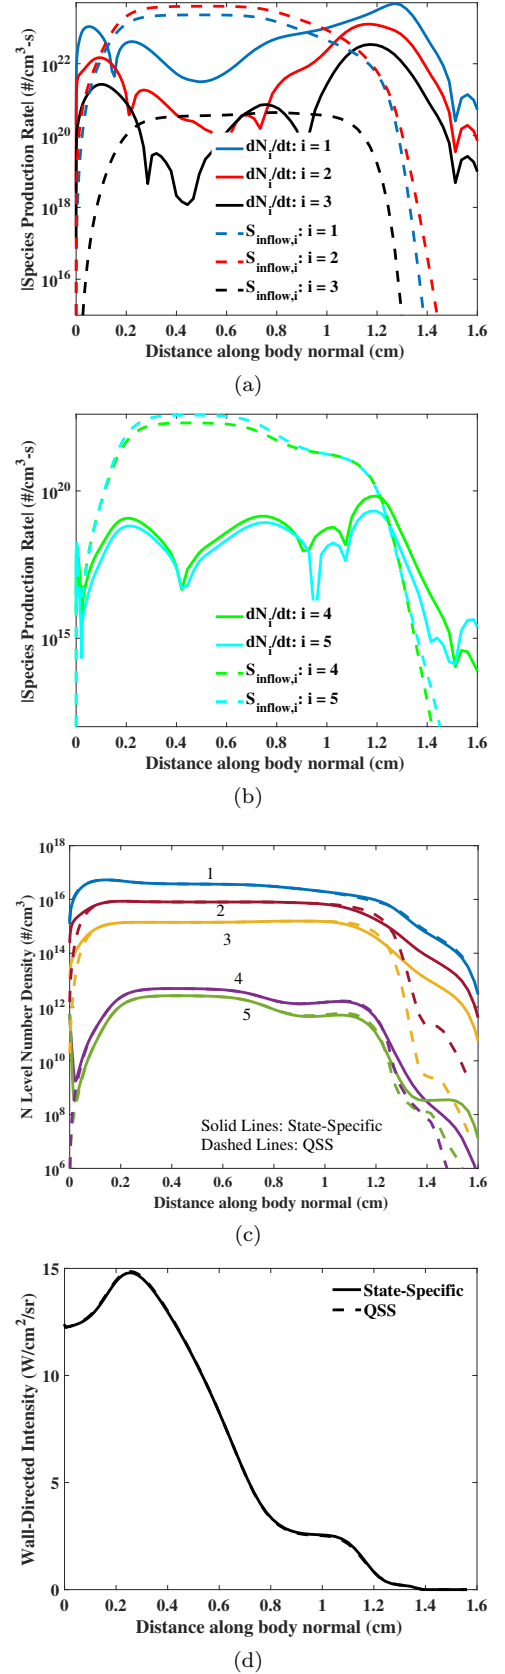 |Species Production Rate| (#/cm³-s)
10²²
10²⁰
10¹⁸
10¹⁶
dNᵢ/dt: i = 1
dNᵢ/dt: i = 2
dNᵢ/dt: i = 3
S_inflow,i: i = 1
S_inflow,i: i = 2
S_inflow,i: i = 3
0 0.2 0.4 0.6 0.8 1 1.2 1.4 1.6
Distance along body normal (cm)
(a)
|Species Production Rate| (#/cm³-s)
10²⁰
10¹⁵
dNᵢ/dt: i = 4
dNᵢ/dt: i = 5
S_inflow,i: i = 4
S_inflow,i: i = 5
0 0.2 0.4 0.6 0.8 1 1.2 1.4 1.6
Distance along body normal (cm)
(b)
N Level Number Density (#/cm³)
10¹⁸
10¹⁶
10¹⁴
10¹²
10¹⁰
10⁸
10⁶
1
2
3
4
5
Solid Lines: State-Specific
Dashed Lines: QSS
0 0.2 0.4 0.6 0.8 1 1.2 1.4 1.6
Distance along body normal (cm)
(c)
Wall-Directed Intensity (W/cm²/sr)
15
10
5
0
State-Specific
QSS
0 0.2 0.4 0.6 0.8 1 1.2 1.4 1.6
Distance along body normal (cm)
(d)